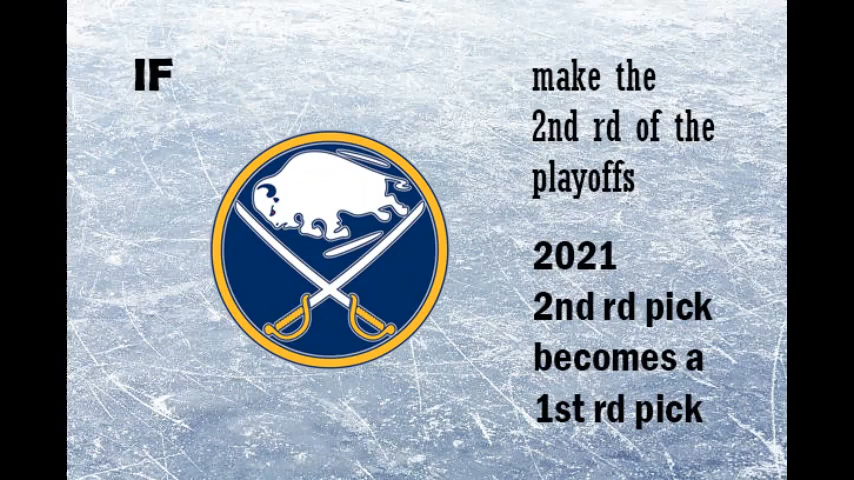 IF
make the
2nd rd of the
playoffs
2021
2nd rd pick
becomes a
1st rd pick